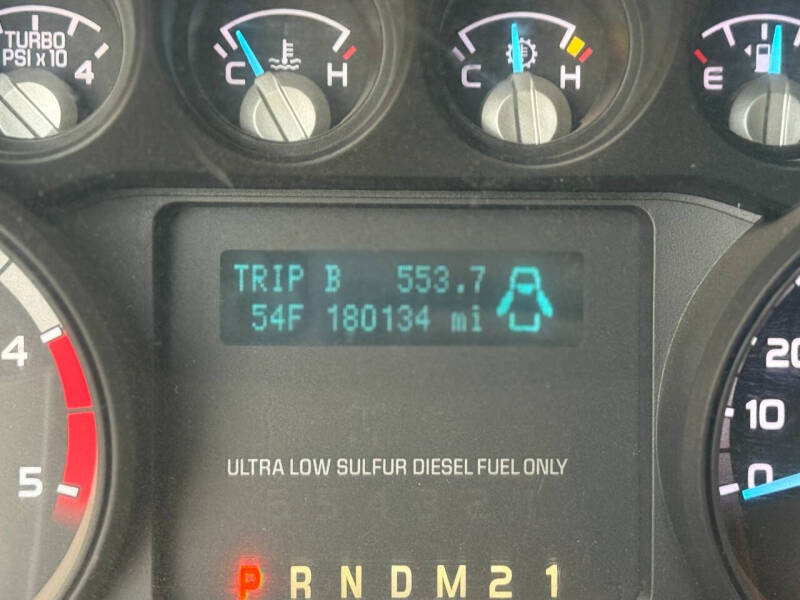 TURBO
PSI x 10
4
C H
C H
E
TRIP B 553.7
54F 180134 mi
4
5
20
10
0
ULTRA LOW SULFUR DIESEL FUEL ONLY
P R N D M 2 1